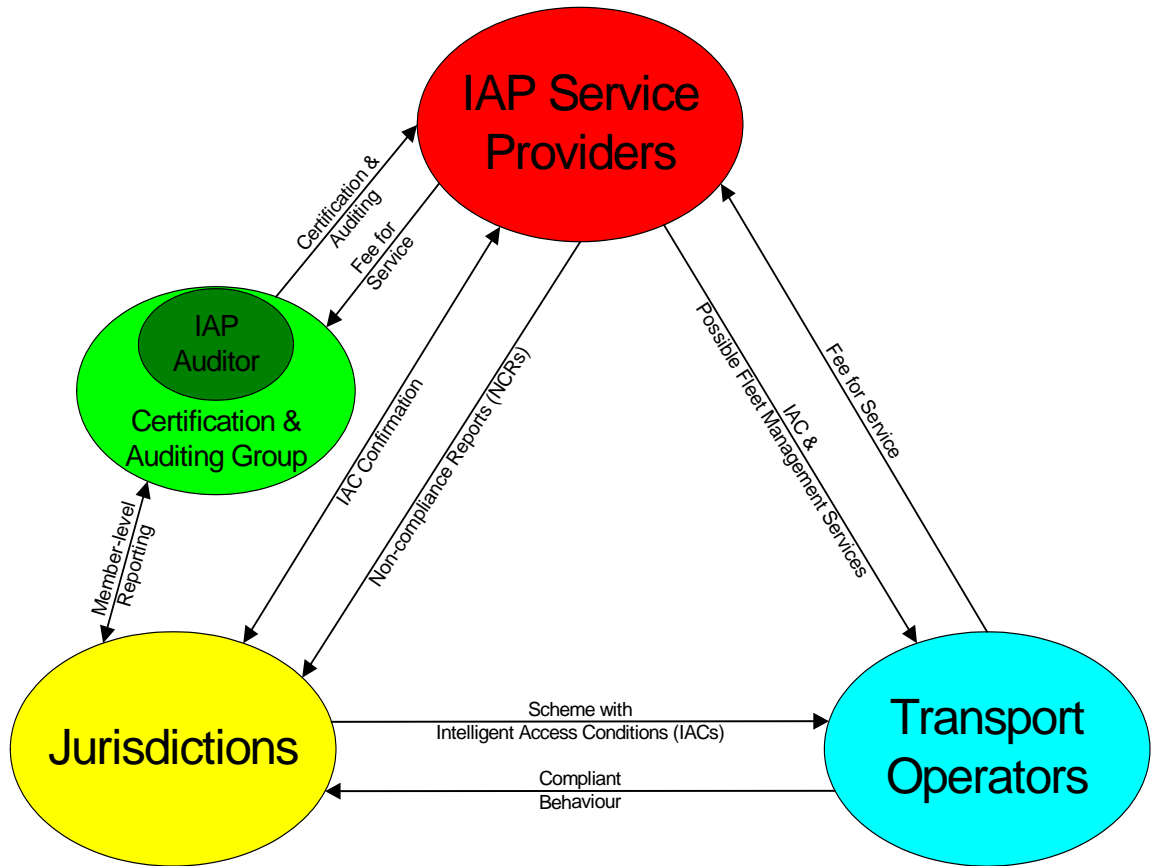 IAP Service
Providers
Certification &
Auditing
Fee for
Service
IAP
Auditor
Certification &
Auditing Group
Member-level
Reporting
IAC Confirmation
Non-compliance Reports (NCRs)
IAC &
Possible Fleet Management Services
Fee for Service
Jurisdictions
Scheme with
Intelligent Access Conditions (IACs)
Compliant
Behaviour
Transport
Operators